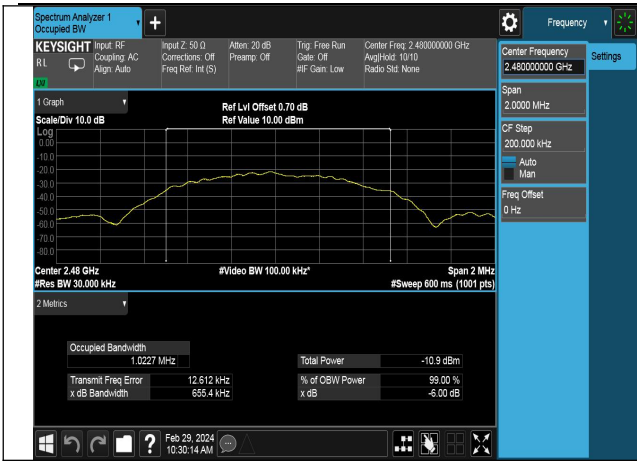 Spectrum Analyzer 1
Occupied BW
+
Frequency
KEYSIGHT
R L
LXI
Input: RF
Coupling: AC
Align: Auto
Input Z: 50 Ω
Corrections: Off
Freq Ref: Int (S)
Atten: 20 dB
Preamp: Off
Trig: Free Run
Gate: Off
#IF Gain: Low
Center Freq: 2.480000000 GHz
Avg|Hold: 10/10
Radio Std: None
Center Frequency
2.480000000 GHz
Settings
Span
2.0000 MHz
CF Step
200.000 kHz
Auto
Man
Freq Offset
0 Hz
1 Graph
Scale/Div 10.0 dB
Ref Lvl Offset 0.70 dB
Ref Value 10.00 dBm
Log
0.00
-10.0
-20.0
-30.0
-40.0
-50.0
-60.0
-70.0
-80.0
Center 2.48 GHz
#Res BW 30.000 kHz
#Video BW 100.00 kHz*
Span 2 MHz
#Sweep 600 ms (1001 pts)
2 Metrics
Occupied Bandwidth
1.0227 MHz
Total Power -10.9 dBm
Transmit Freq Error 12.612 kHz
% of OBW Power 99.00 %
x dB Bandwidth 655.4 kHz
x dB -6.00 dB
?
Feb 29, 2024
10:30:14 AM